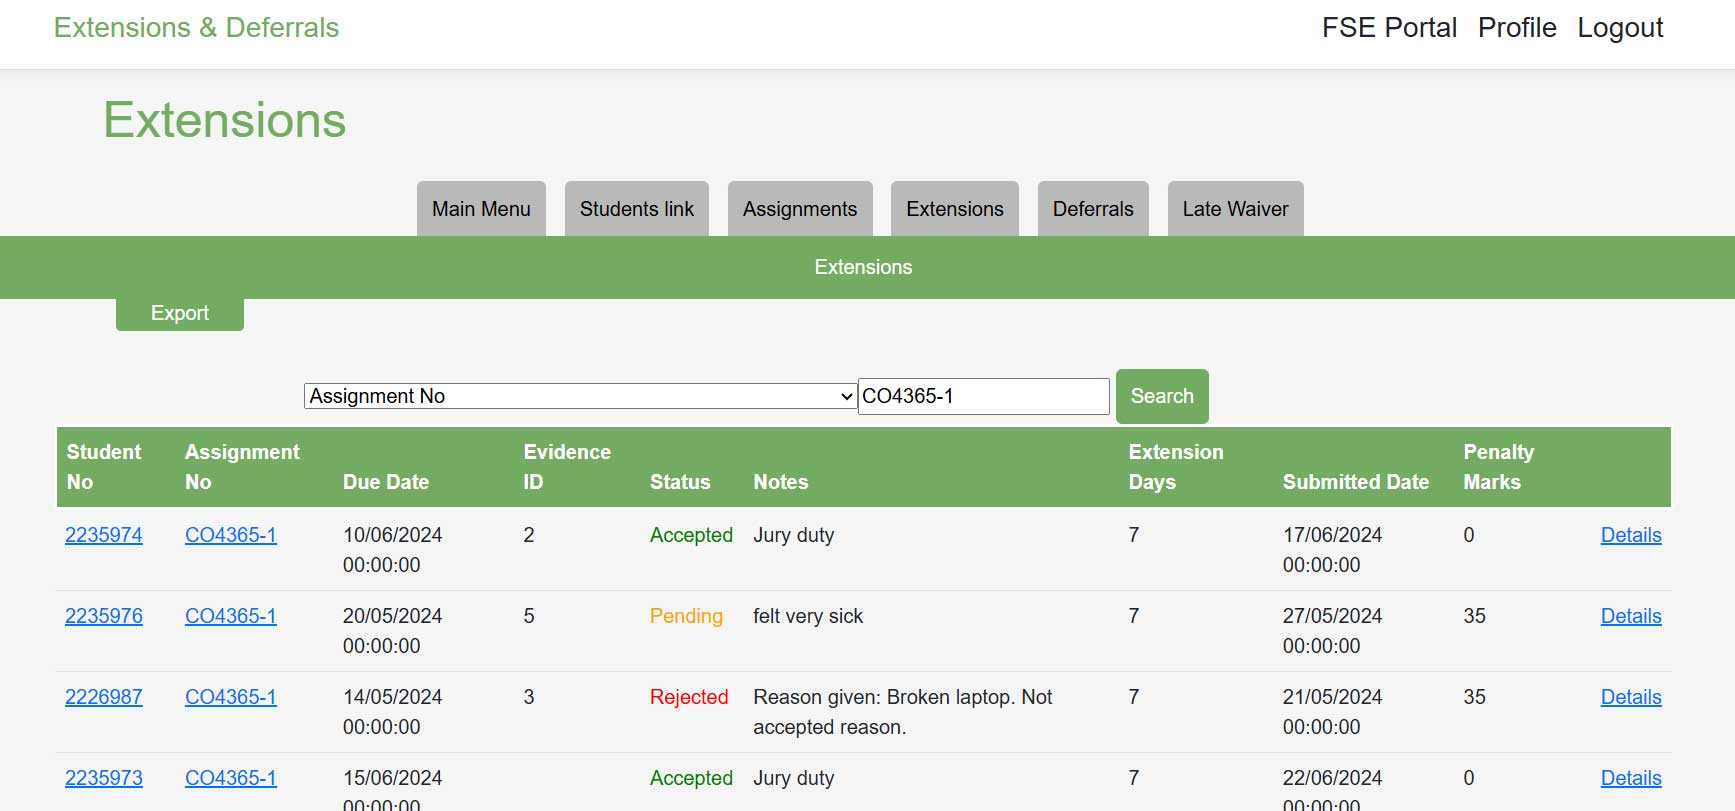 Extensions & Deferrals FSE Portal Profile Logout
Extensions
Main Menu Students link Assignments Extensions Deferrals Late Waiver
Extensions
Export
Assignment No CO4365-1 Search
Student No Assignment No Due Date Evidence ID Status Notes Extension Days Submitted Date Penalty Marks
2235974 CO4365-1 10/06/2024 2 Accepted Jury duty 7 17/06/2024 0 Details
00:00:00 00:00:00
2235976 CO4365-1 20/05/2024 5 Pending felt very sick 7 27/05/2024 35 Details
00:00:00 00:00:00
2226987 CO4365-1 14/05/2024 3 Rejected Reason given: Broken laptop. Not 7 21/05/2024 35 Details
00:00:00 accepted reason. 00:00:00
2235973 CO4365-1 15/06/2024 Accepted Jury duty 7 22/06/2024 0 Details
00:00:00 00:00:00